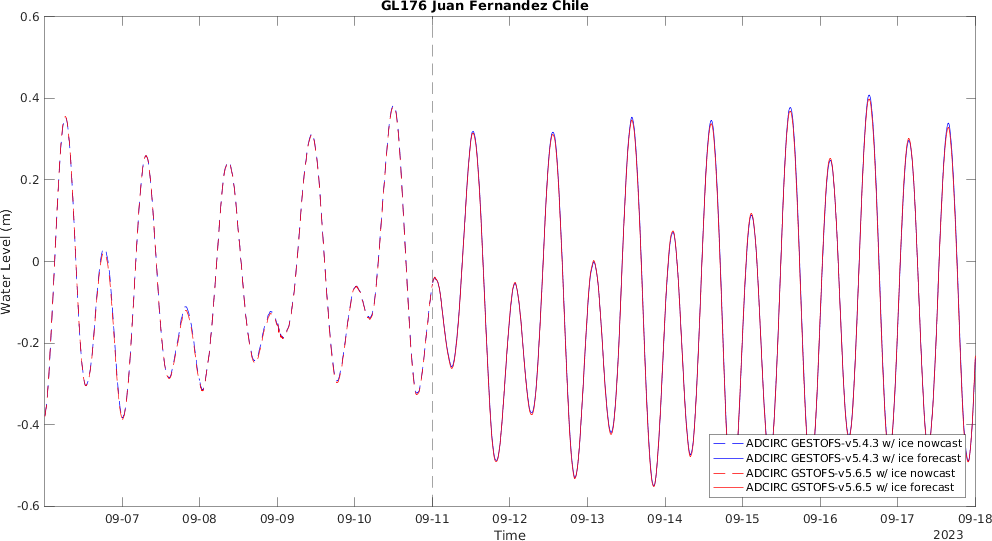 GL176 Juan Fernandez Chile
0.6
0.4
0.2
0
-0.2
-0.4
-0.6
Water Level (m)
09-07 09-08 09-09 09-10 09-11 09-12 09-13 09-14 09-15 09-16 09-17 09-18
Time
2023
ADCIRC GESTOFS-v5.4.3 w/ ice nowcast
ADCIRC GESTOFS-v5.4.3 w/ ice forecast
ADCIRC GSTOFS-v5.6.5 w/ ice nowcast
ADCIRC GSTOFS-v5.6.5 w/ ice forecast